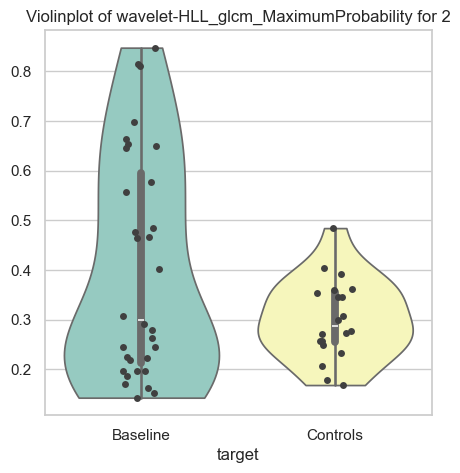 Violinplot of wavelet-HLL_glcm_MaximumProbability for 2
0.8
0.7
0.6
0.5
0.4
0.3
0.2
Baseline
Controls
target